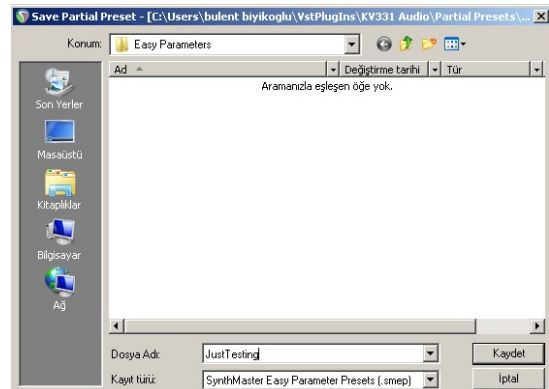 Save Partial Preset - [C:\Users\bulent biyikoglu\VstPlugIns\KV331 Audio\Partial Presets\...
Konum: Easy Parameters
Ad Değiştirme tarihi Tür
Aramanızla eşleşen öğe yok.
Son Yerler
Masaüstü
Kitaplıklar
Bilgisayar
Ağ
Dosya Adı: JustTesting Kaydet
Kayıt türü: SynthMaster Easy Parameter Presets (.smep) İptal